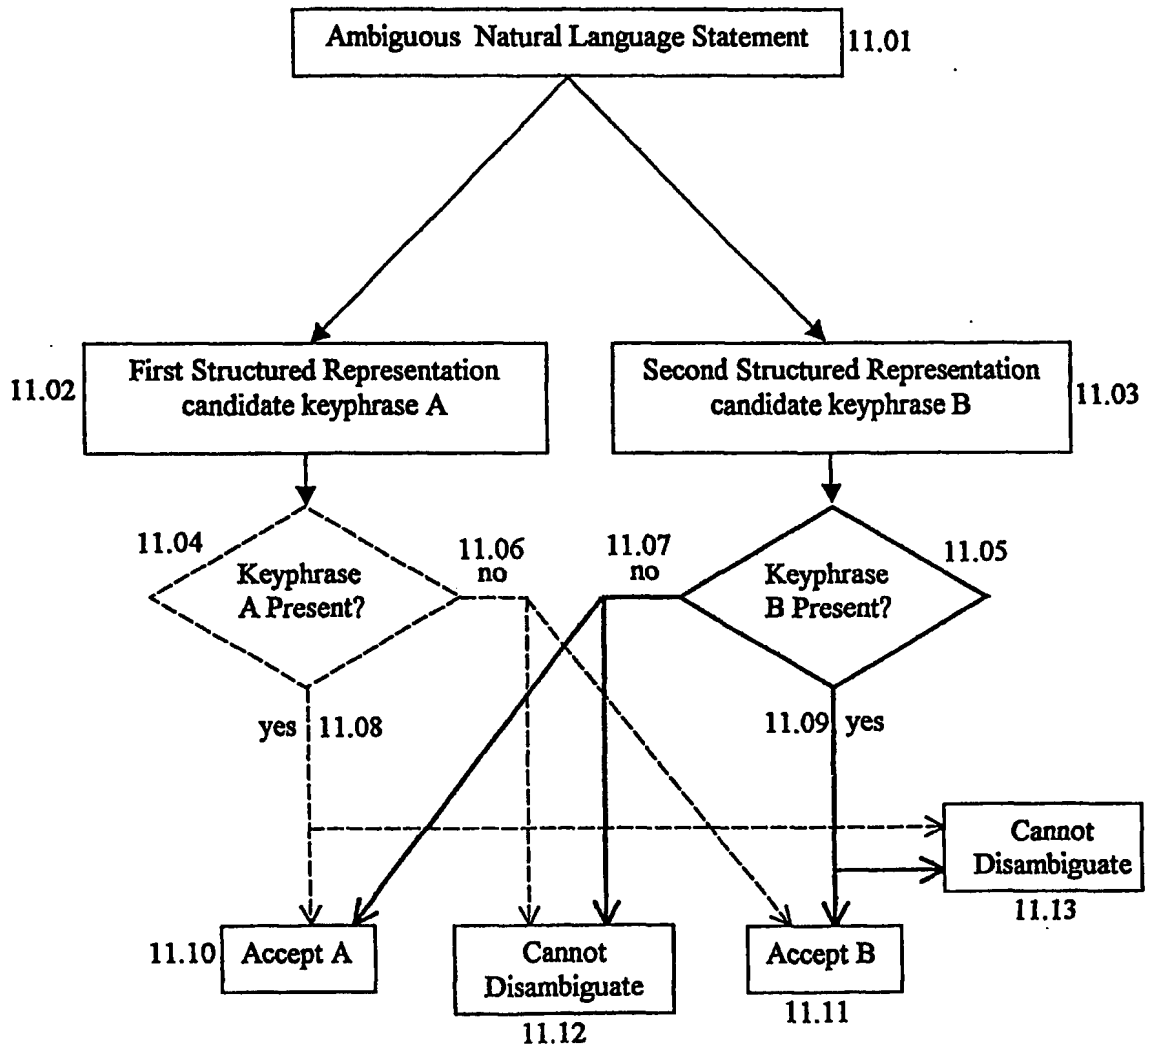 Ambiguous Natural Language Statement
11.01
First Structured Representation
candidate keyphrase A
11.02
Second Structured Representation
candidate keyphrase B
11.03
11.04
Keyphrase
A Present?
11.06
no
11.07
no
Keyphrase
B Present?
11.05
yes
11.08
11.09
yes
Cannot
Disambiguate
11.13
11.10
Accept A
Cannot
Disambiguate
11.12
Accept B
11.11